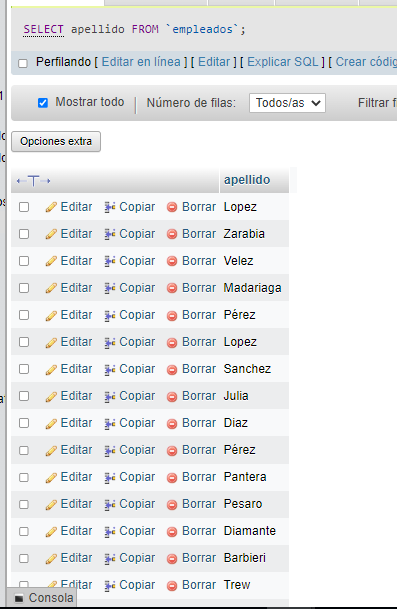 SELECT apellido FROM `empleados`;
Perfilando [ Editar en línea ] [ Editar ] [ Explicar SQL ] [ Crear códig
Mostrar todo Número de filas: Todos/as Filtrar f
Opciones extra
←T→ apellido
Editar Copiar Borrar Lopez
Editar Copiar Borrar Zarabia
Editar Copiar Borrar Velez
Editar Copiar Borrar Madariaga
Editar Copiar Borrar Pérez
Editar Copiar Borrar Lopez
Editar Copiar Borrar Sanchez
Editar Copiar Borrar Julia
Editar Copiar Borrar Diaz
Editar Copiar Borrar Pérez
Editar Copiar Borrar Pantera
Editar Copiar Borrar Pesaro
Editar Copiar Borrar Diamante
Editar Copiar Borrar Barbieri
Editar Copiar Borrar Trew
Consola